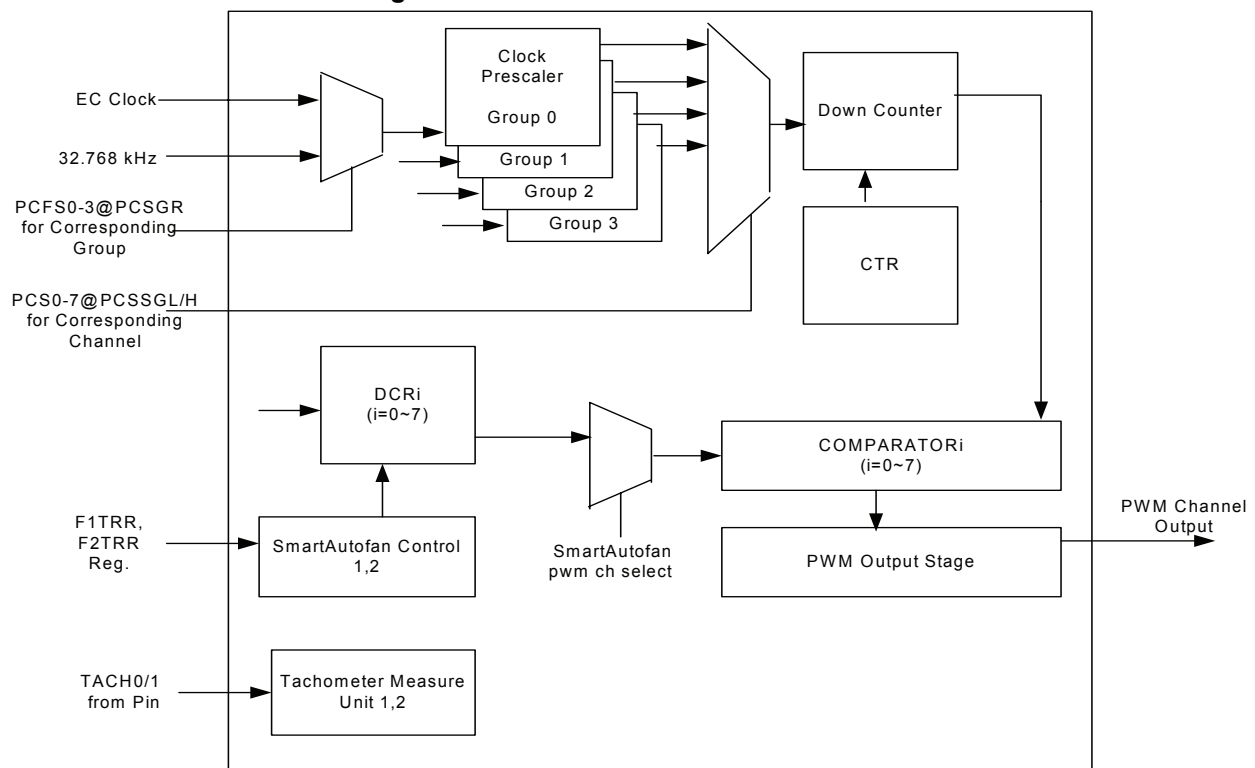 Clock
Prescaler
Group 0
Group 1
Group 2
Group 3
EC Clock
32.768 kHz
PCFS0-3@PCSGR
for Corresponding
Group
PCS0-7@PCSSGL/H
for Corresponding
Channel
Down Counter
CTR
DCRi
(i=0~7)
COMPARATORi
(i=0~7)
F1TRR,
F2TRR
Reg.
SmartAutofan Control
1,2
SmartAutofan
pwm ch select
PWM Output Stage
PWM Channel
Output
TACH0/1
from Pin
Tachometer Measure
Unit 1,2